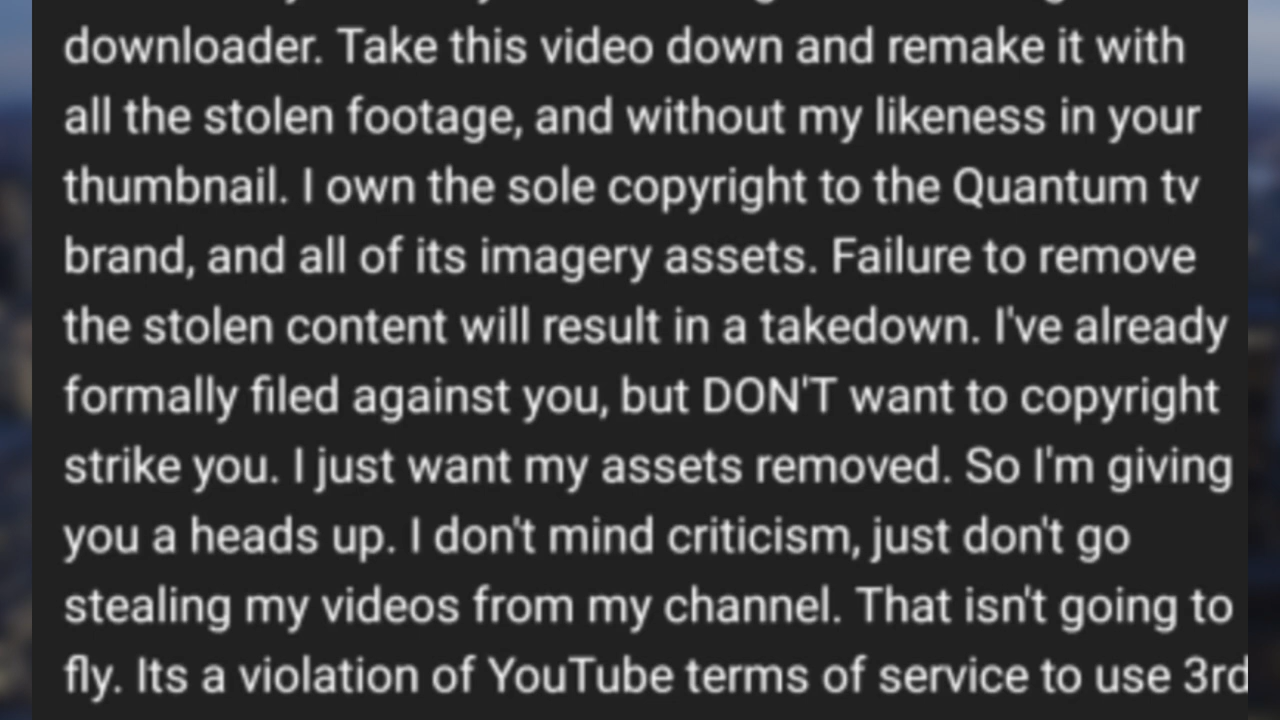 downloader. Take this video down and remake it with
all the stolen footage, and without my likeness in your
thumbnail. I own the sole copyright to the Quantum tv
brand, and all of its imagery assets. Failure to remove
the stolen content will result in a takedown. I've already
formally filed against you, but DON'T want to copyright
strike you. I just want my assets removed. So I'm giving
you a heads up. I don't mind criticism, just don't go
stealing my videos from my channel. That isn't going to
fly. Its a violation of YouTube terms of service to use 3rd